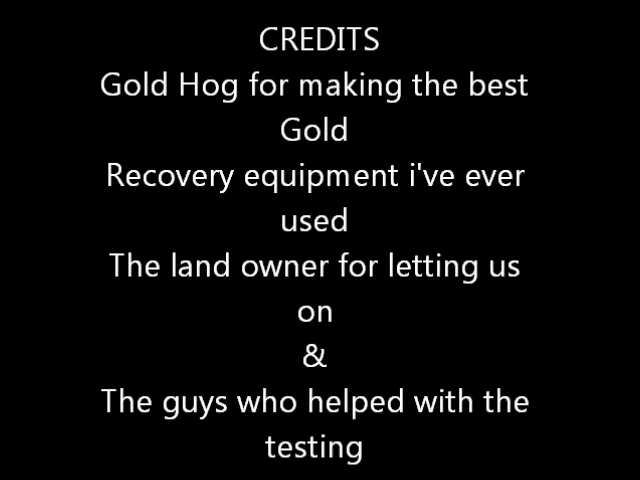 CREDITS
Gold Hog for making the best
Gold
Recovery equipment i've ever
used
The land owner for letting us
on
&
The guys who helped with the
testing